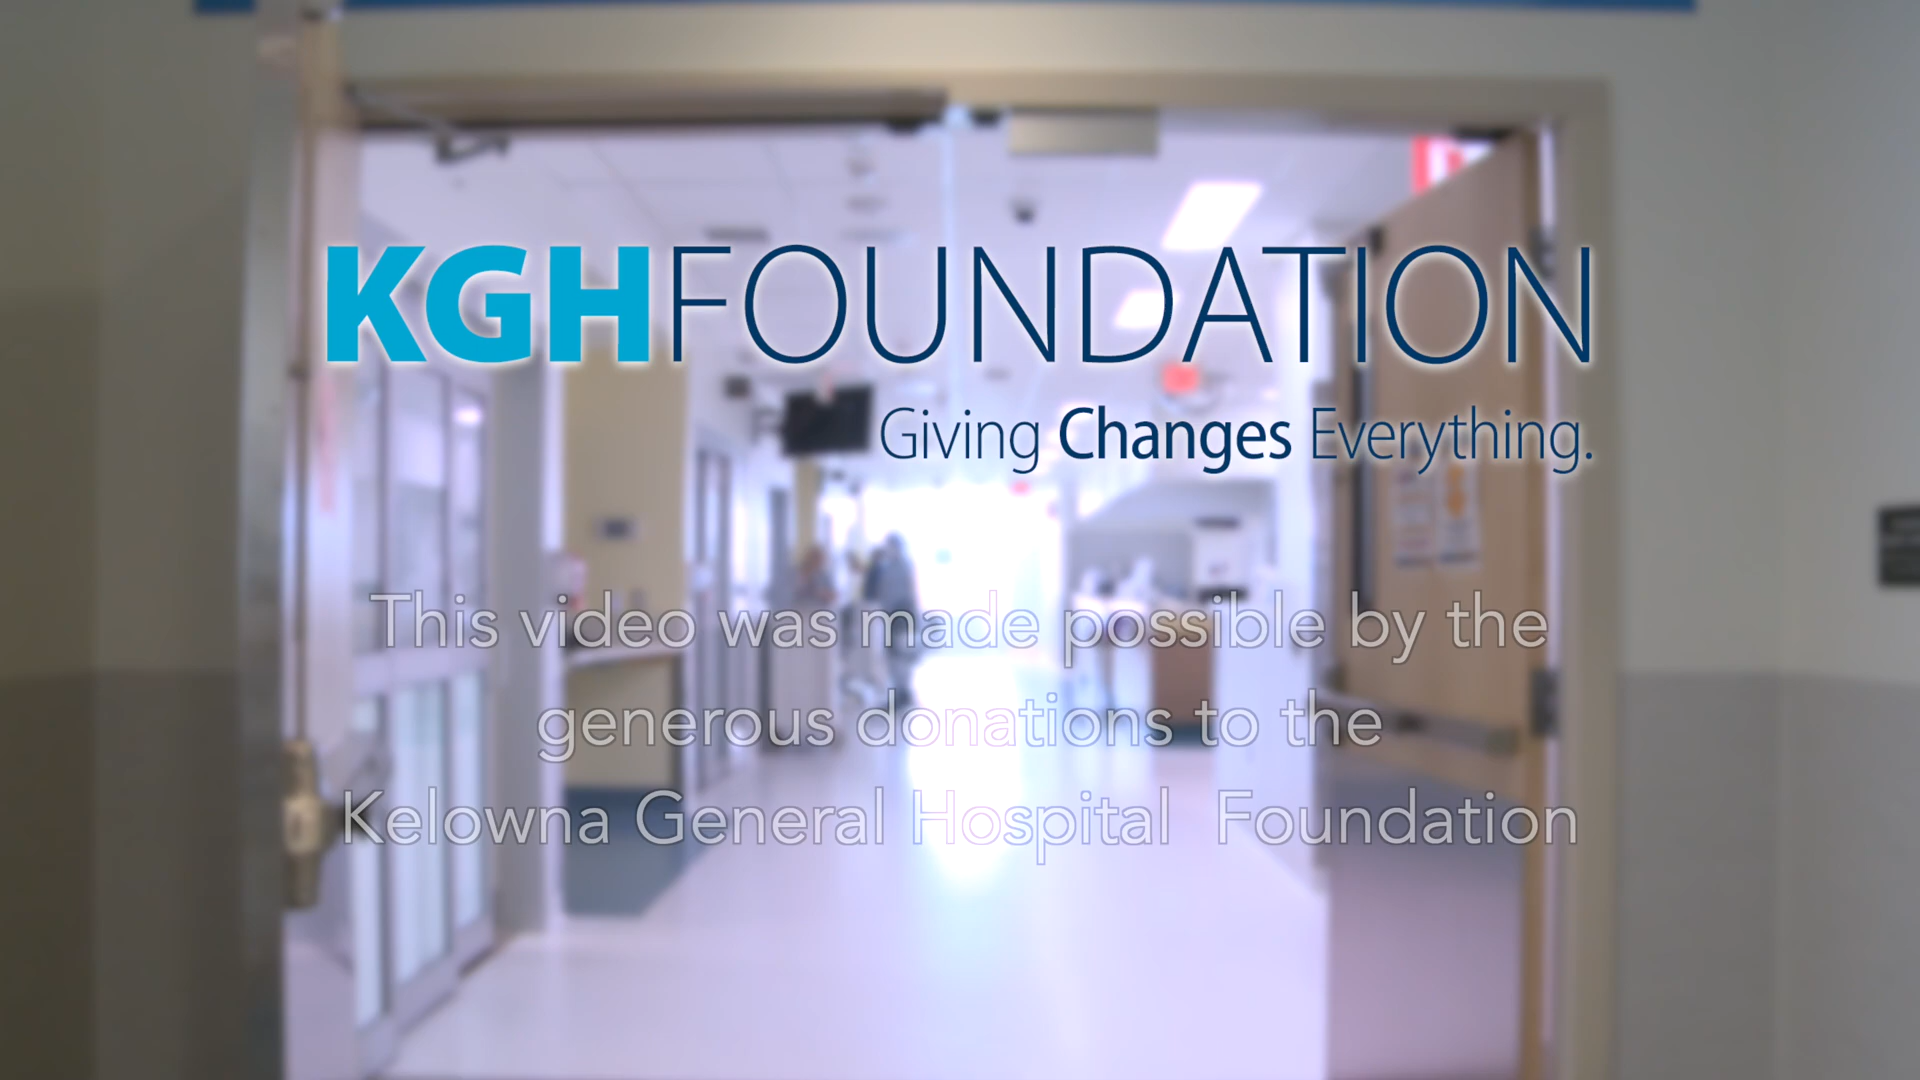 KGHFOUNDATION
Giving Changes Everything.
This video was made possible by the
generous donations to the
Kelowna General Hospital Foundation